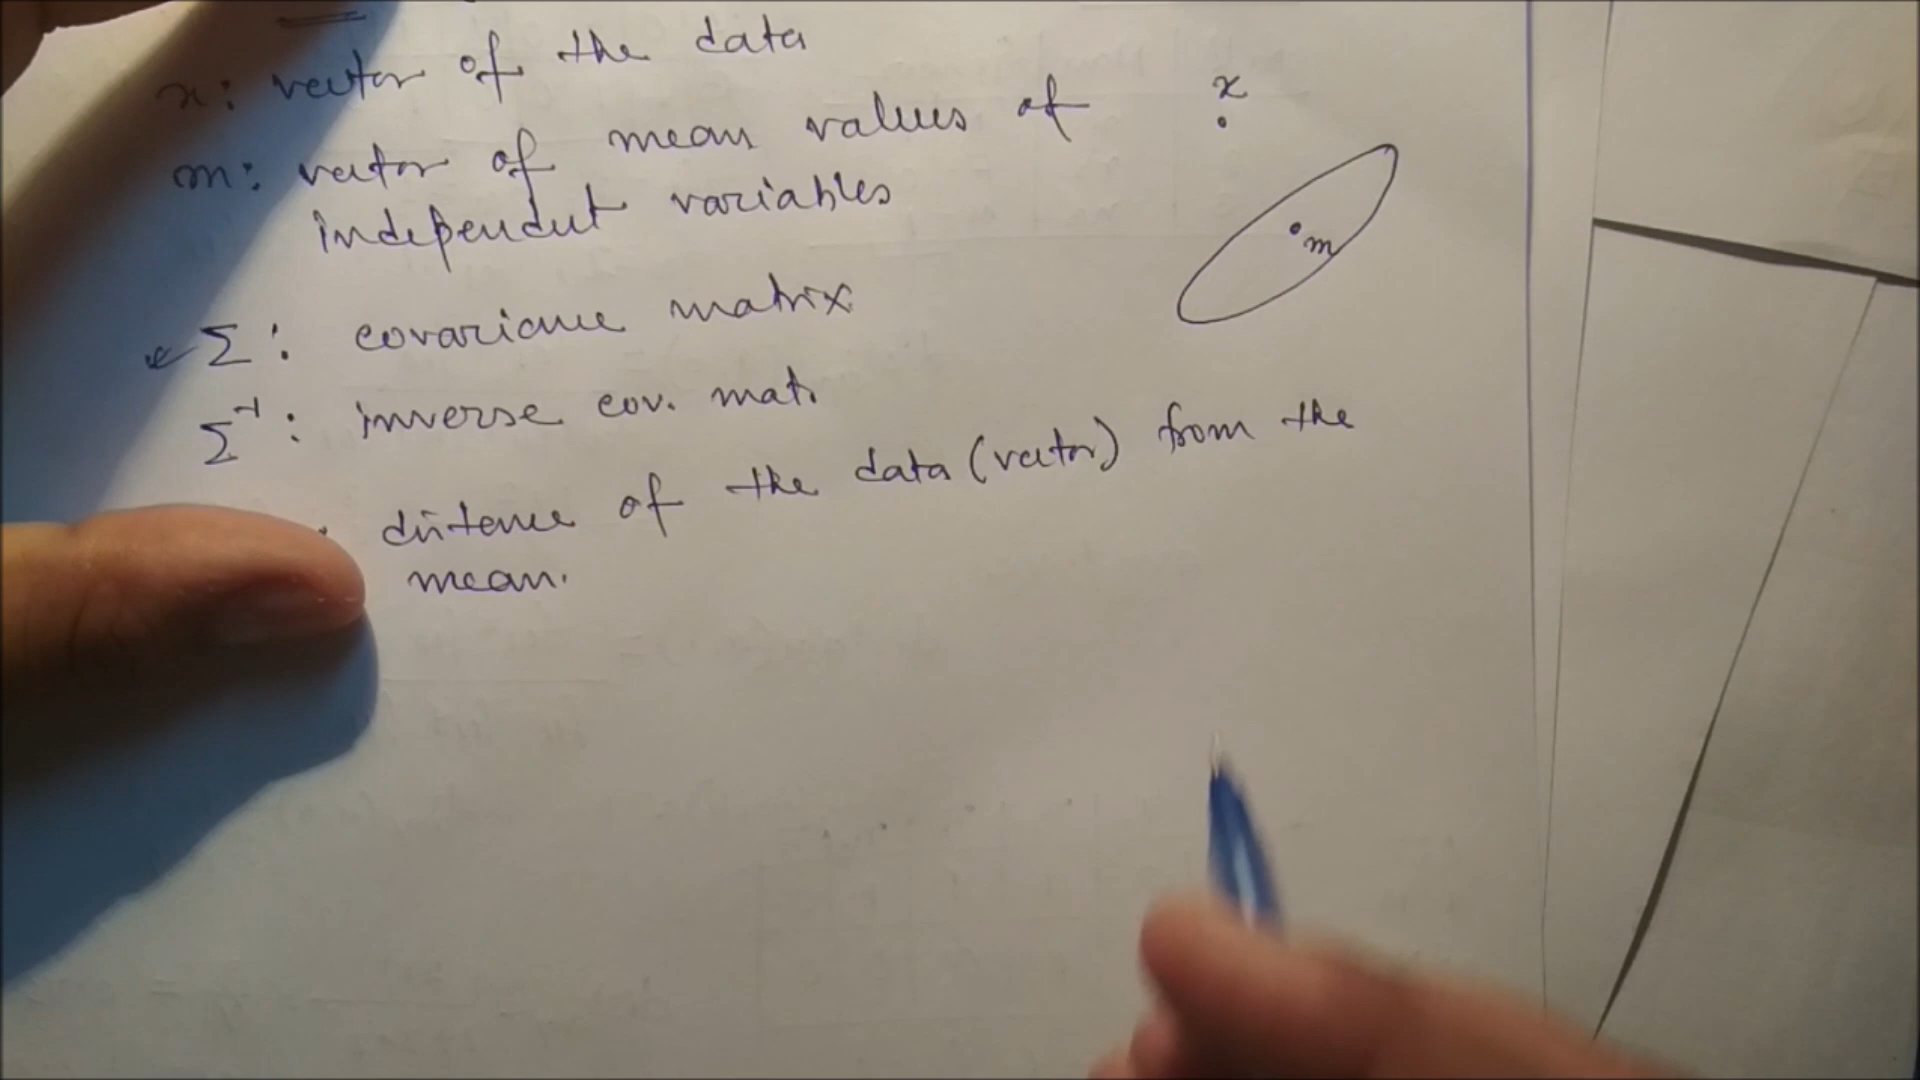 x: vector of the data
m: vector of mean values of
independent variables
Σ: covariance matrix
Σ⁻¹: inverse cov. mat.
: distance of the data (vector) from the
mean.
x
m